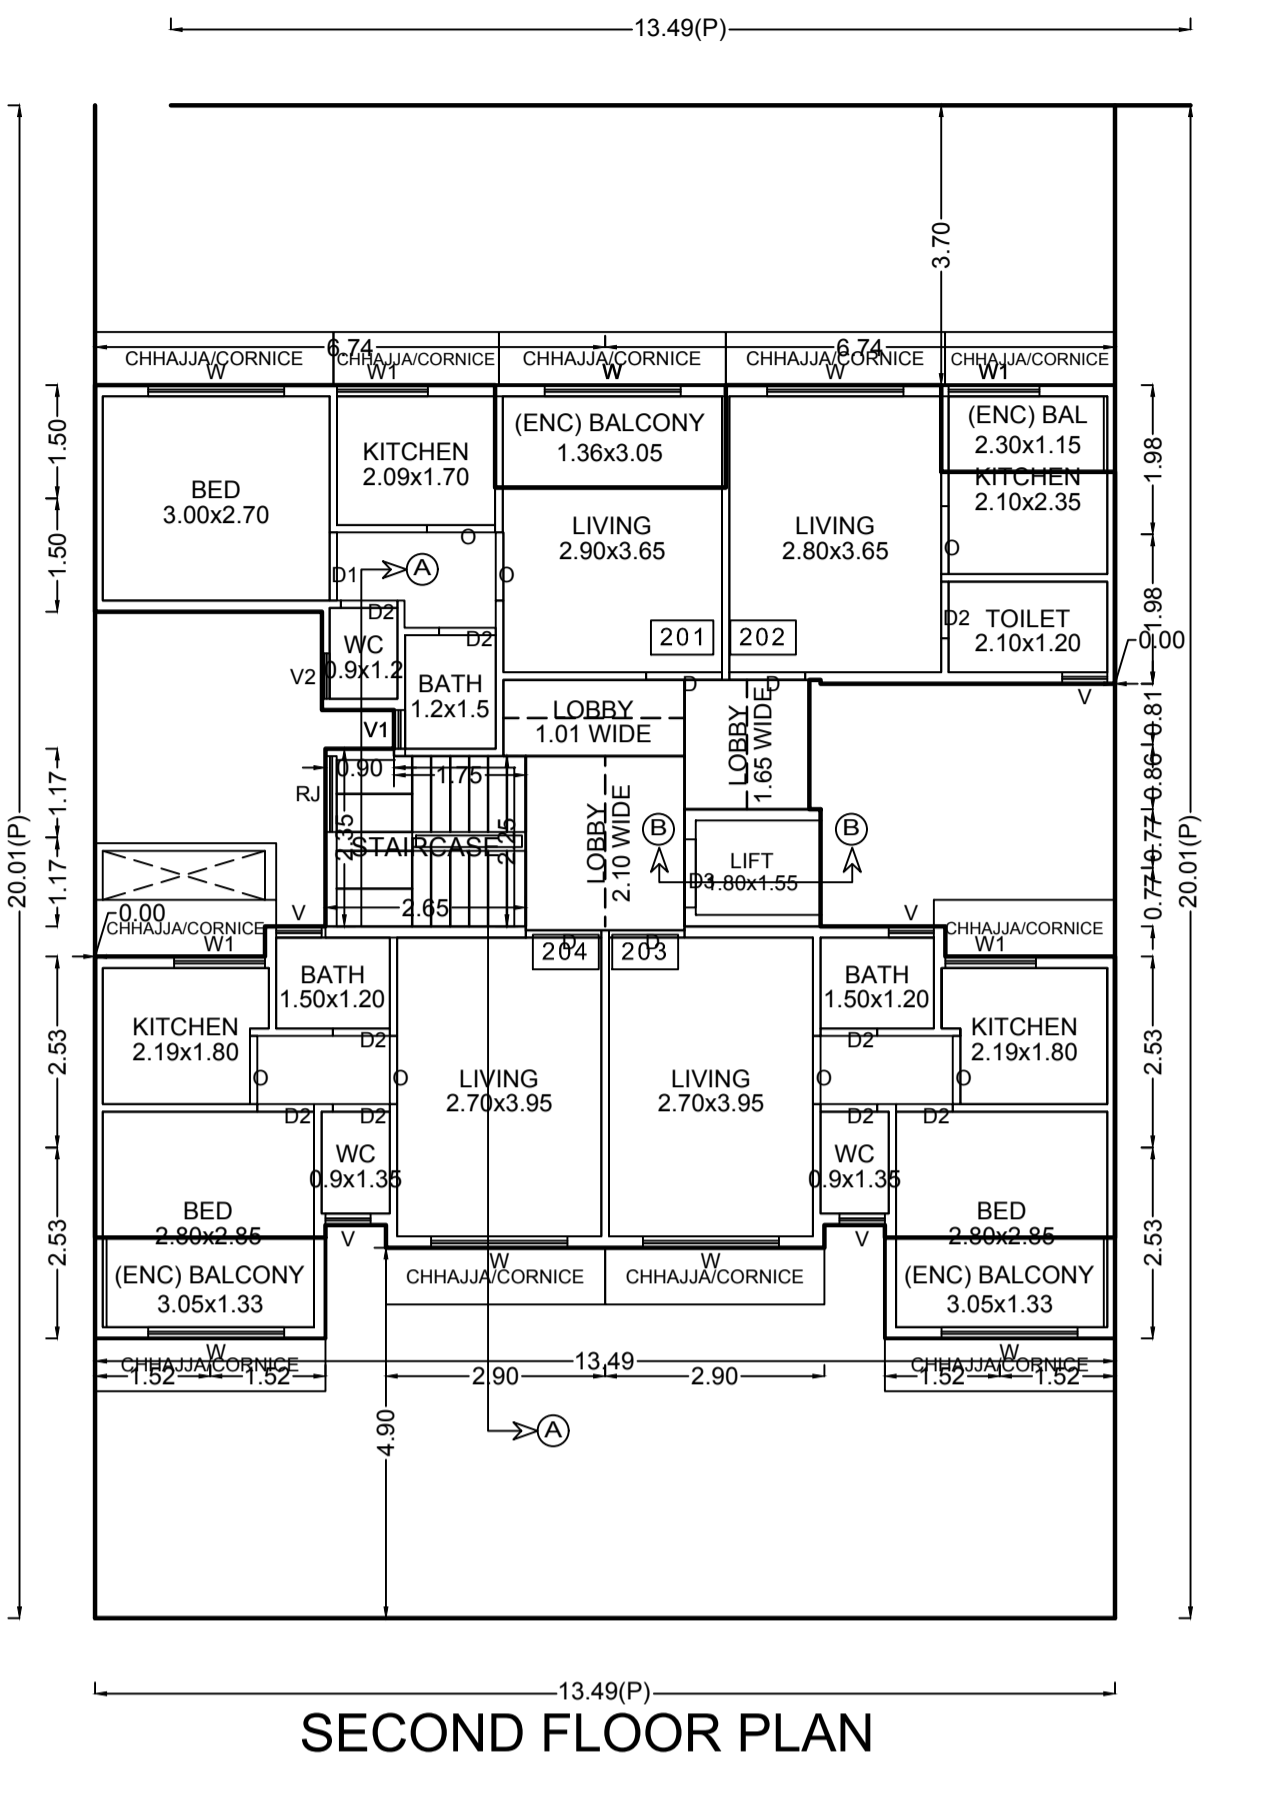 13.49(P)
3.70
6.74
6.74
CHHAJJA/CORNICE
CHHAJJA/CORNICE
CHHAJJA/CORNICE
CHHAJJA/CORNICE
CHHAJJA/CORNICE
W
W1
W
W
W1
1.50
1.50
1.98
1.98
BED
3.00x2.70
KITCHEN
2.09x1.70
(ENC) BALCONY
1.36x3.05
LIVING
2.90x3.65
LIVING
2.80x3.65
(ENC) BAL
2.30x1.15
KITCHEN
2.10x2.35
O
O
O
D1
A
D2
D2
D2
WC
0.9x1.2
V2
BATH
1.2x1.5
V1
201
202
TOILET
2.10x1.20
0.00
V
D
D
LOBBY
1.01 WIDE
LOBBY
1.65 WIDE
0.81
0.86
0.77
0.77
0.90
1.75
RJ
1.17
1.17
2.35
2.25
STAIRCASE
2.65
LOBBY
2.10 WIDE
B
B
LIFT
1.80x1.55
D3
20.01(P)
20.01(P)
0.00
CHHAJJA/CORNICE
W1
V
D
D
204
203
V
CHHAJJA/CORNICE
W1
BATH
1.50x1.20
BATH
1.50x1.20
KITCHEN
2.19x1.80
KITCHEN
2.19x1.80
D2
D2
O
O
O
O
LIVING
2.70x3.95
LIVING
2.70x3.95
D2
D2
D2
D2
2.53
2.53
2.53
2.53
WC
0.9x1.35
WC
0.9x1.35
BED
2.80x2.85
BED
2.80x2.85
V
V
(ENC) BALCONY
3.05x1.33
(ENC) BALCONY
3.05x1.33
W
W
CHHAJJA/CORNICE
CHHAJJA/CORNICE
W
W
CHHAJJA/CORNICE
CHHAJJA/CORNICE
13.49
1.52
1.52
2.90
2.90
1.52
1.52
4.90
A
13.49(P)
SECOND FLOOR PLAN